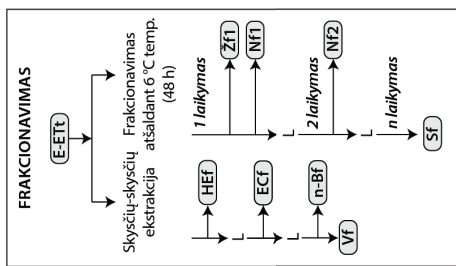 FRAKCIONAVIMAS
E-ETt
Skysčių-skysčių
ekstrakcija
HEf
L
ECf
L
n-Bf
Vf
Frakcionavimas
atšaldant 6 °C temp.
(48 h)
1 laikymas
Žf1
Nf1
L
2 laikymas
Nf2
L
n laikymas
Sf